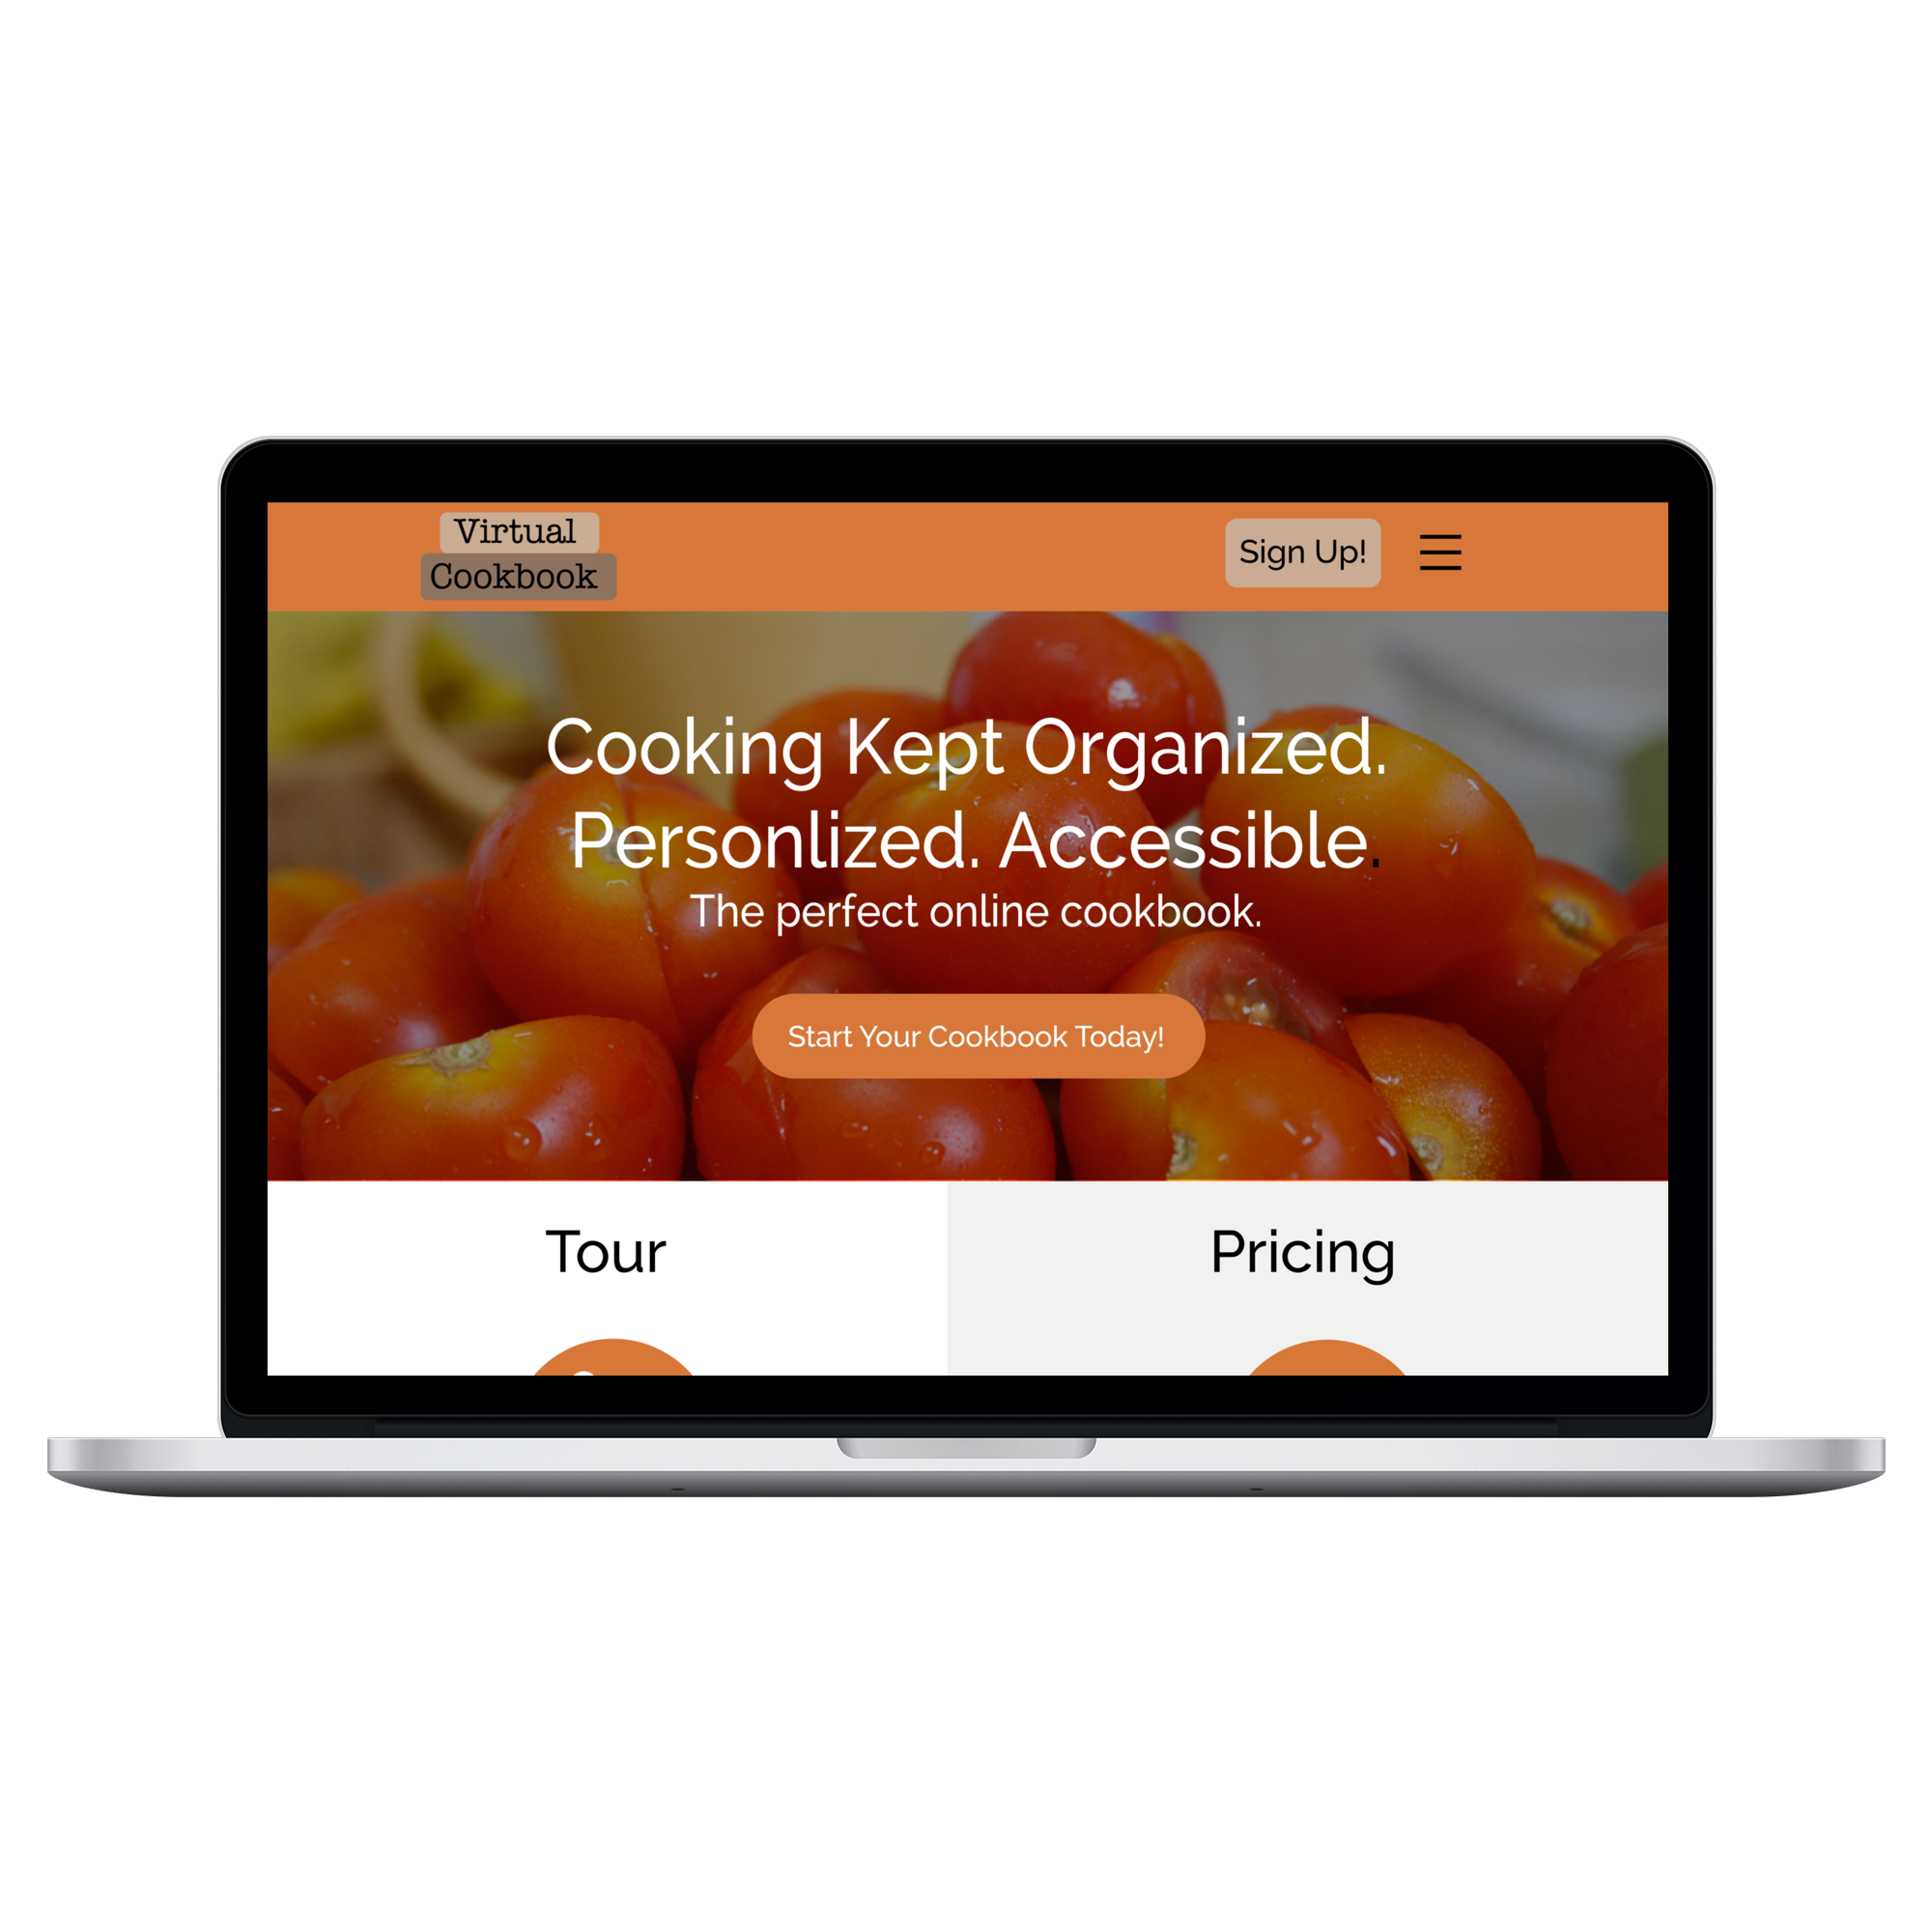 Virtual
Cookbook
Sign Up!
Cooking Kept Organized.
Personlized. Accessible.
The perfect online cookbook.
Start Your Cookbook Today!
Tour
Pricing